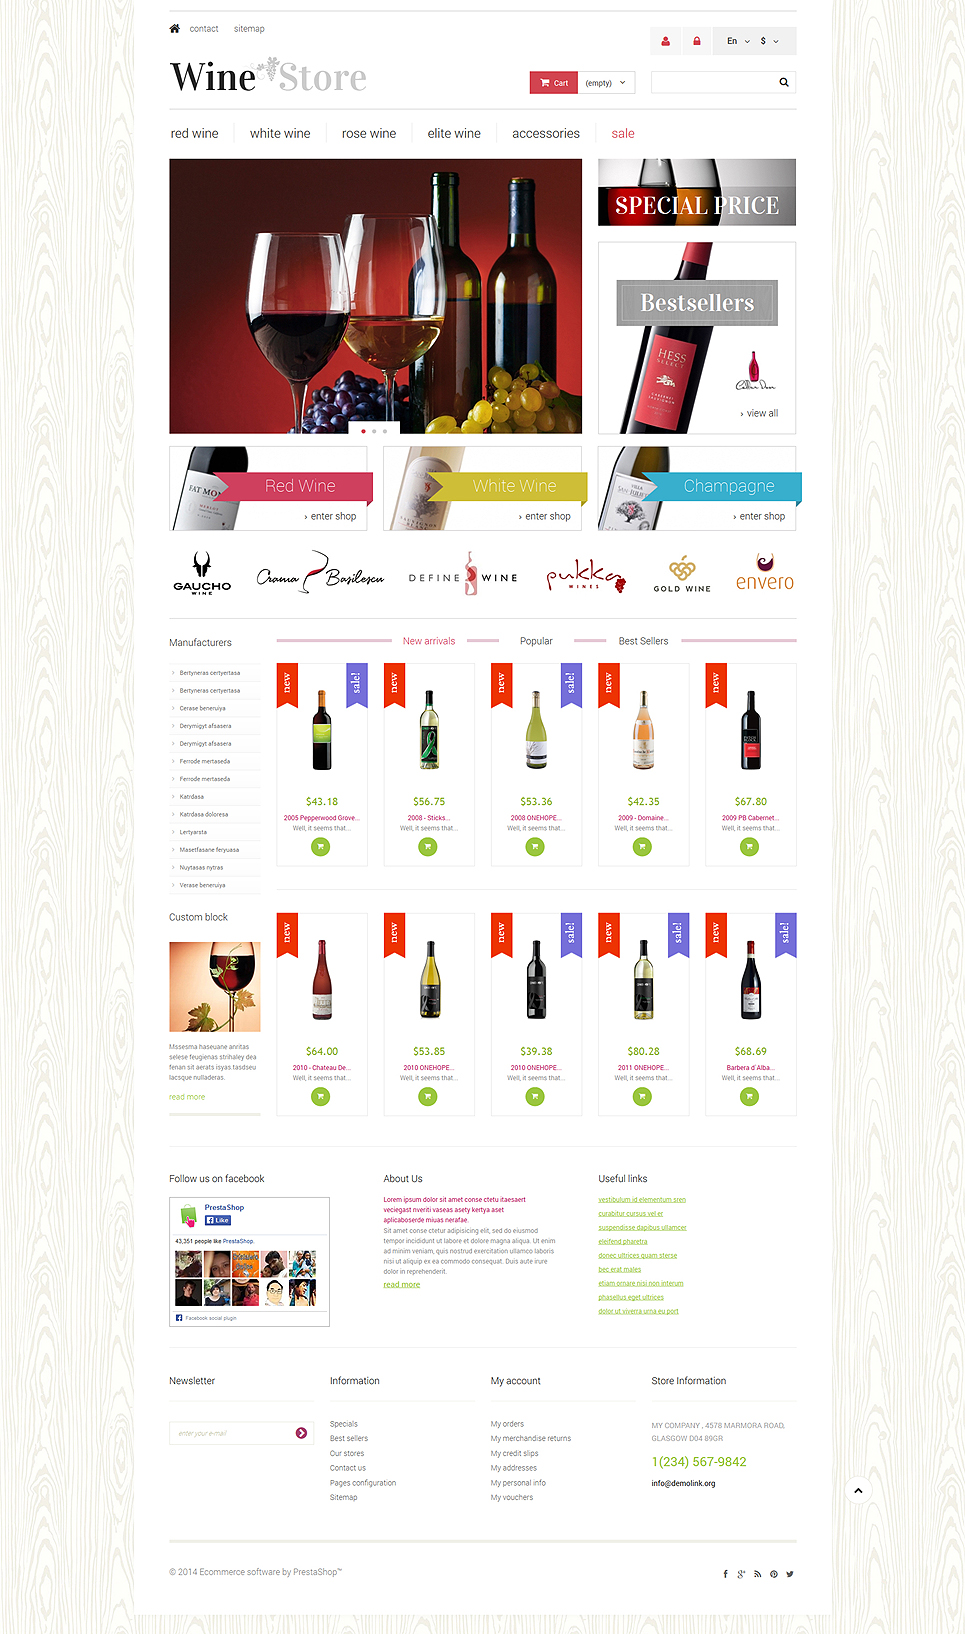 contact sitemap
En $
Wine Store
Cart (empty)
red wine white wine rose wine elite wine accessories sale
SPECIAL PRICE
Bestsellers
HESS
SELECT
CABERNET
SAUVIGNON
Cellar Door
› view all
FAT MON
MERLOT
Red Wine
› enter shop
SAUVIGNON
White Wine
› enter shop
VILLA
SAN JULIET
Champagne
› enter shop
GAUCHO
WINE
Crama Basilescu
DEFINE WINE
pukka
WINES
GOLD WINE
envero
Manufacturers
Bertyneras certyertasa
Bertyneras certyertasa
Cerase beneruiya
Derymigyt afsasera
Derymigyt afsasera
Ferrode mertaseda
Ferrode mertaseda
Katrdasa
Katrdasa doloresa
Lertyarsta
Masetfasane feryuasa
Nuytasas nytras
Verase beneruiya
New arrivals Popular Best Sellers
new sale! new new sale! new new
$43.18 $56.75 $53.36 $42.35 $67.80
2005 Pepperwood Grove... 2008 - Sticks... 2008 ONEHOPE... 2009 - Domaine... 2009 PB Cabernet...
Well, it seems that... Well, it seems that... Well, it seems that... Well, it seems that... Well, it seems that...
new new new sale! new sale! new sale!
$64.00 $53.85 $39.38 $80.28 $68.69
2010 - Chateau De... 2010 ONEHOPE... 2010 ONEHOPE... 2011 ONEHOPE... Barbera d'Alba...
Well, it seems that... Well, it seems that... Well, it seems that... Well, it seems that... Well, it seems that...
Custom block
Mssesma haseuane anritas
selese feugienas strihaley dea
fenan sit aerats isyas tasdseu
lacsque nulladeras.
read more
Follow us on facebook
PrestaShop
Like
43,351 people like PrestaShop.
Facebook social plugin
About Us
Lorem ipsum dolor sit amet conse ctetu itaesaert
veciegast nveriti vaseas asety kertya aset
aplicaboserde miuas nerafae.
Sit amet conse ctetur adipisicing elit, sed do eiusmod
tempor incididunt ut labore et dolore magna aliqua. Ut enim
ad minim veniam, quis nostrud exercitation ullamco laboris
nisi ut aliquip ex ea commodo consequat. Duis aute irure
dolor in reprehenderit.
read more
Useful links
vestibulum id elementum sren
curabitur cursus vel er
suspendisse dapibus ullamcer
eleifend pharetra
donec ultrices quam sterse
bec erat males
etiam ornare nisi non interum
phasellus eget ultrices
dolor ut viverra urna eu port
Newsletter
enter your e-mail
Information
Specials
Best sellers
Our stores
Contact us
Pages configuration
Sitemap
My account
My orders
My merchandise returns
My credit slips
My addresses
My personal info
My vouchers
Store Information
MY COMPANY , 4578 MARMORA ROAD,
GLASGOW D04 89GR
1(234) 567-9842
info@demolink.org
© 2014 Ecommerce software by PrestaShop™